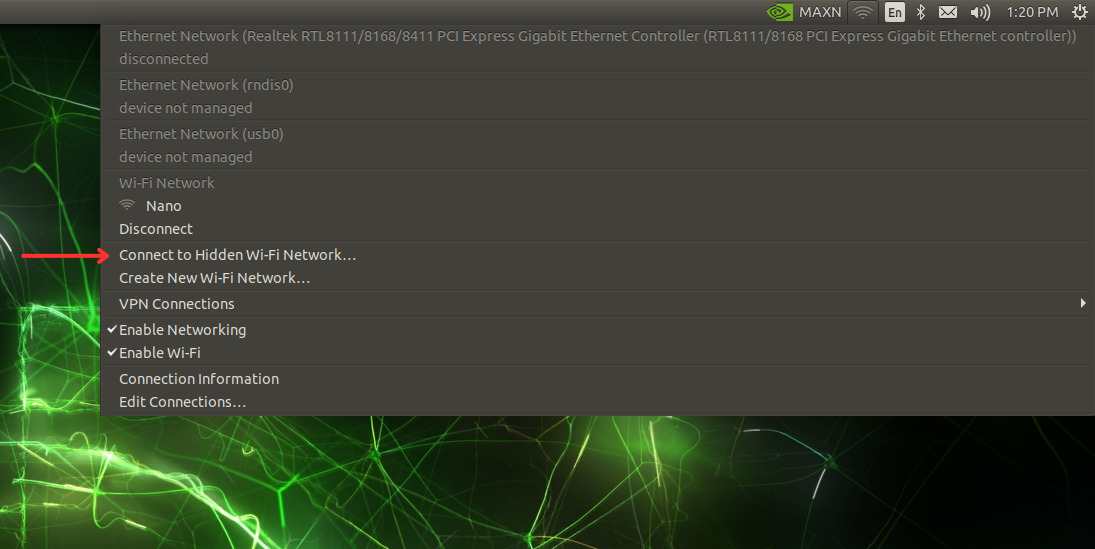 MAXN En 1:20 PM
Ethernet Network (Realtek RTL8111/8168/8411 PCI Express Gigabit Ethernet Controller (RTL8111/8168 PCI Express Gigabit Ethernet controller))
disconnected
Ethernet Network (rndis0)
device not managed
Ethernet Network (usb0)
device not managed
Wi-Fi Network
Nano
Disconnect
Connect to Hidden Wi-Fi Network…
Create New Wi-Fi Network…
VPN Connections
Enable Networking
Enable Wi-Fi
Connection Information
Edit Connections…